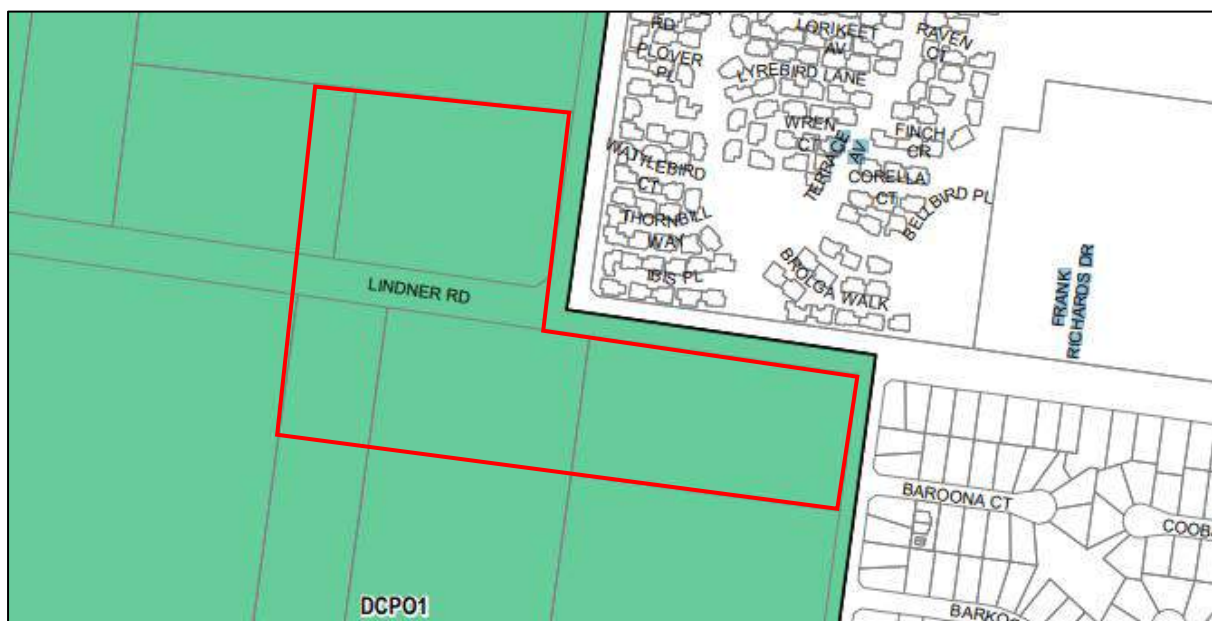 RD
PLOVER
PL
LORIKEET
AV
RAVEN
CT
LYREBIRD LANE
WREN
CT
TERRACE
AV
FINCH
CR
WATTLEBIRD
CT
CORELLA
CT
BELLBIRD PL
THORNBILL
WAY
IBIS PL
BROLGA WALK
FRANK
RICHARDS DR
LINDNER RD
BAROONA CT
COOB
BARKO
DCPO1